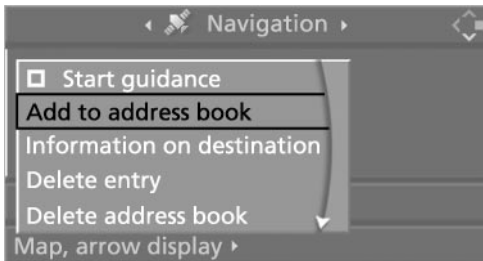 Navigation
Start guidance
Add to address book
Information on destination
Delete entry
Delete address book
Map, arrow display